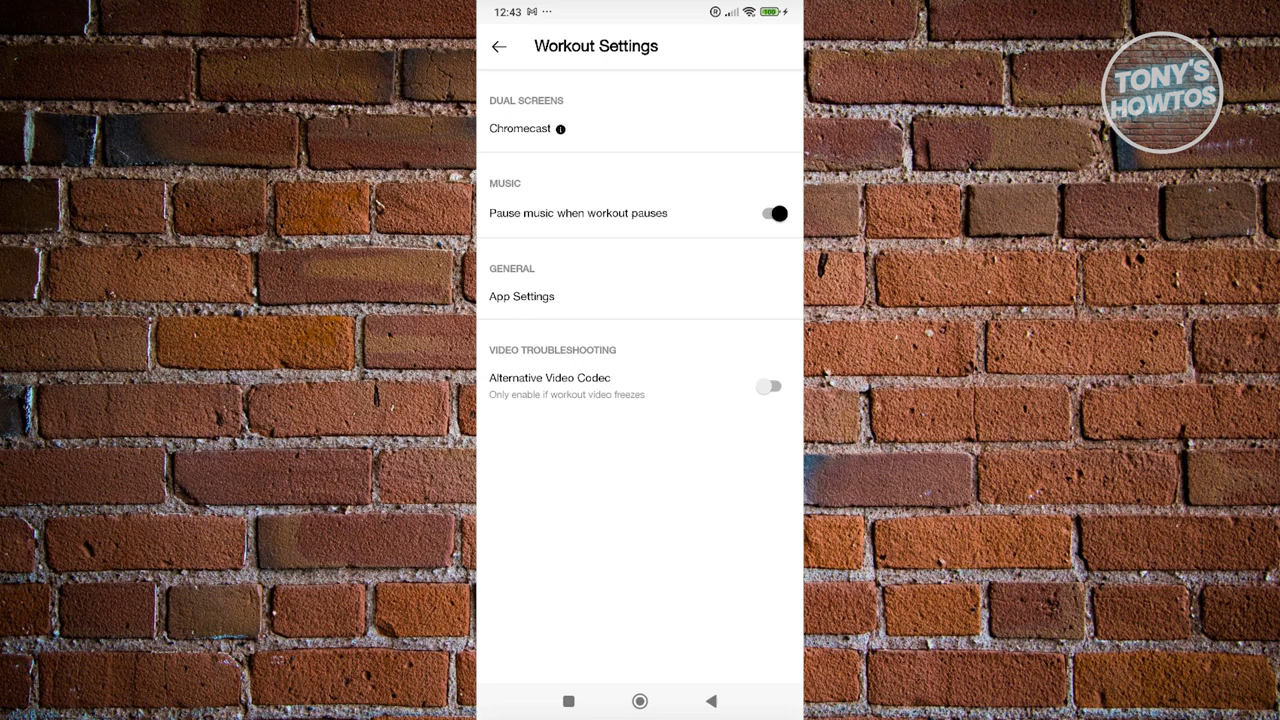 12:43
100
Workout Settings
DUAL SCREENS
Chromecast
MUSIC
Pause music when workout pauses
GENERAL
App Settings
VIDEO TROUBLESHOOTING
Alternative Video Codec
Only enable if workout video freezes
TONY'S
HOWTOS